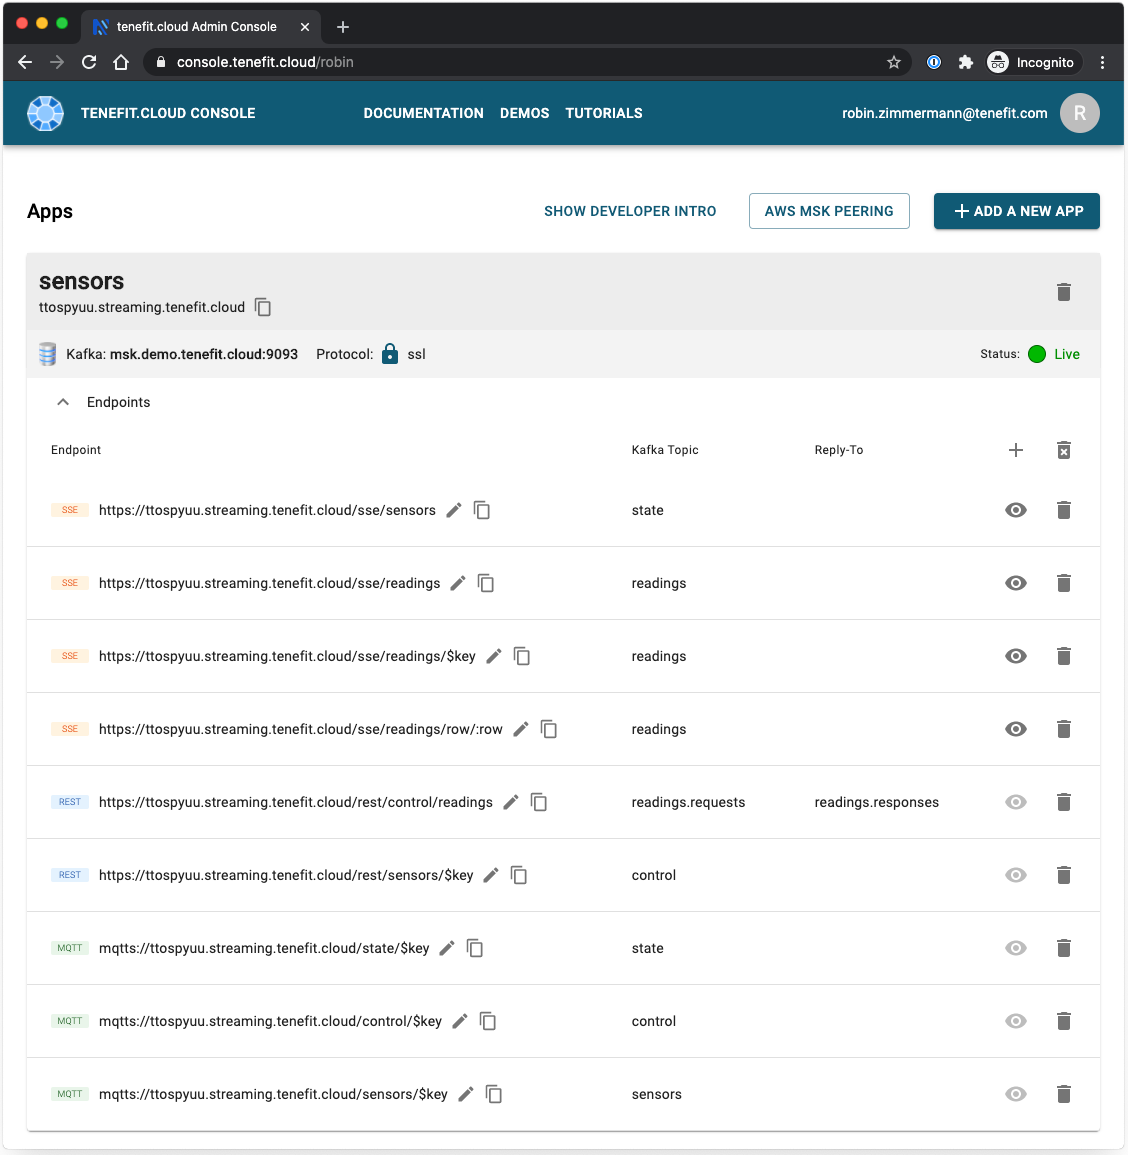 tenefit.cloud Admin Console
console.tenefit.cloud/robin
Incognito
TENEFIT.CLOUD CONSOLE DOCUMENTATION DEMOS TUTORIALS robin.zimmermann@tenefit.com R
Apps SHOW DEVELOPER INTRO AWS MSK PEERING ADD A NEW APP
sensors
ttospyuu.streaming.tenefit.cloud
Kafka: msk.demo.tenefit.cloud:9093 Protocol: ssl Status: Live
Endpoints
Endpoint Kafka Topic Reply-To
SSE https://ttospyuu.streaming.tenefit.cloud/sse/sensors state
SSE https://ttospyuu.streaming.tenefit.cloud/sse/readings readings
SSE https://ttospyuu.streaming.tenefit.cloud/sse/readings/$key readings
SSE https://ttospyuu.streaming.tenefit.cloud/sse/readings/row/:row readings
REST https://ttospyuu.streaming.tenefit.cloud/rest/control/readings readings.requests readings.responses
REST https://ttospyuu.streaming.tenefit.cloud/rest/sensors/$key control
MQTT mqtts://ttospyuu.streaming.tenefit.cloud/state/$key state
MQTT mqtts://ttospyuu.streaming.tenefit.cloud/control/$key control
MQTT mqtts://ttospyuu.streaming.tenefit.cloud/sensors/$key sensors